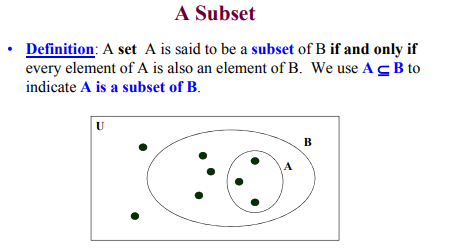 A Subset
• Definition: A set A is said to be a subset of B if and only if
every element of A is also an element of B. We use A ⊆ B to
indicate A is a subset of B.
U
B
A